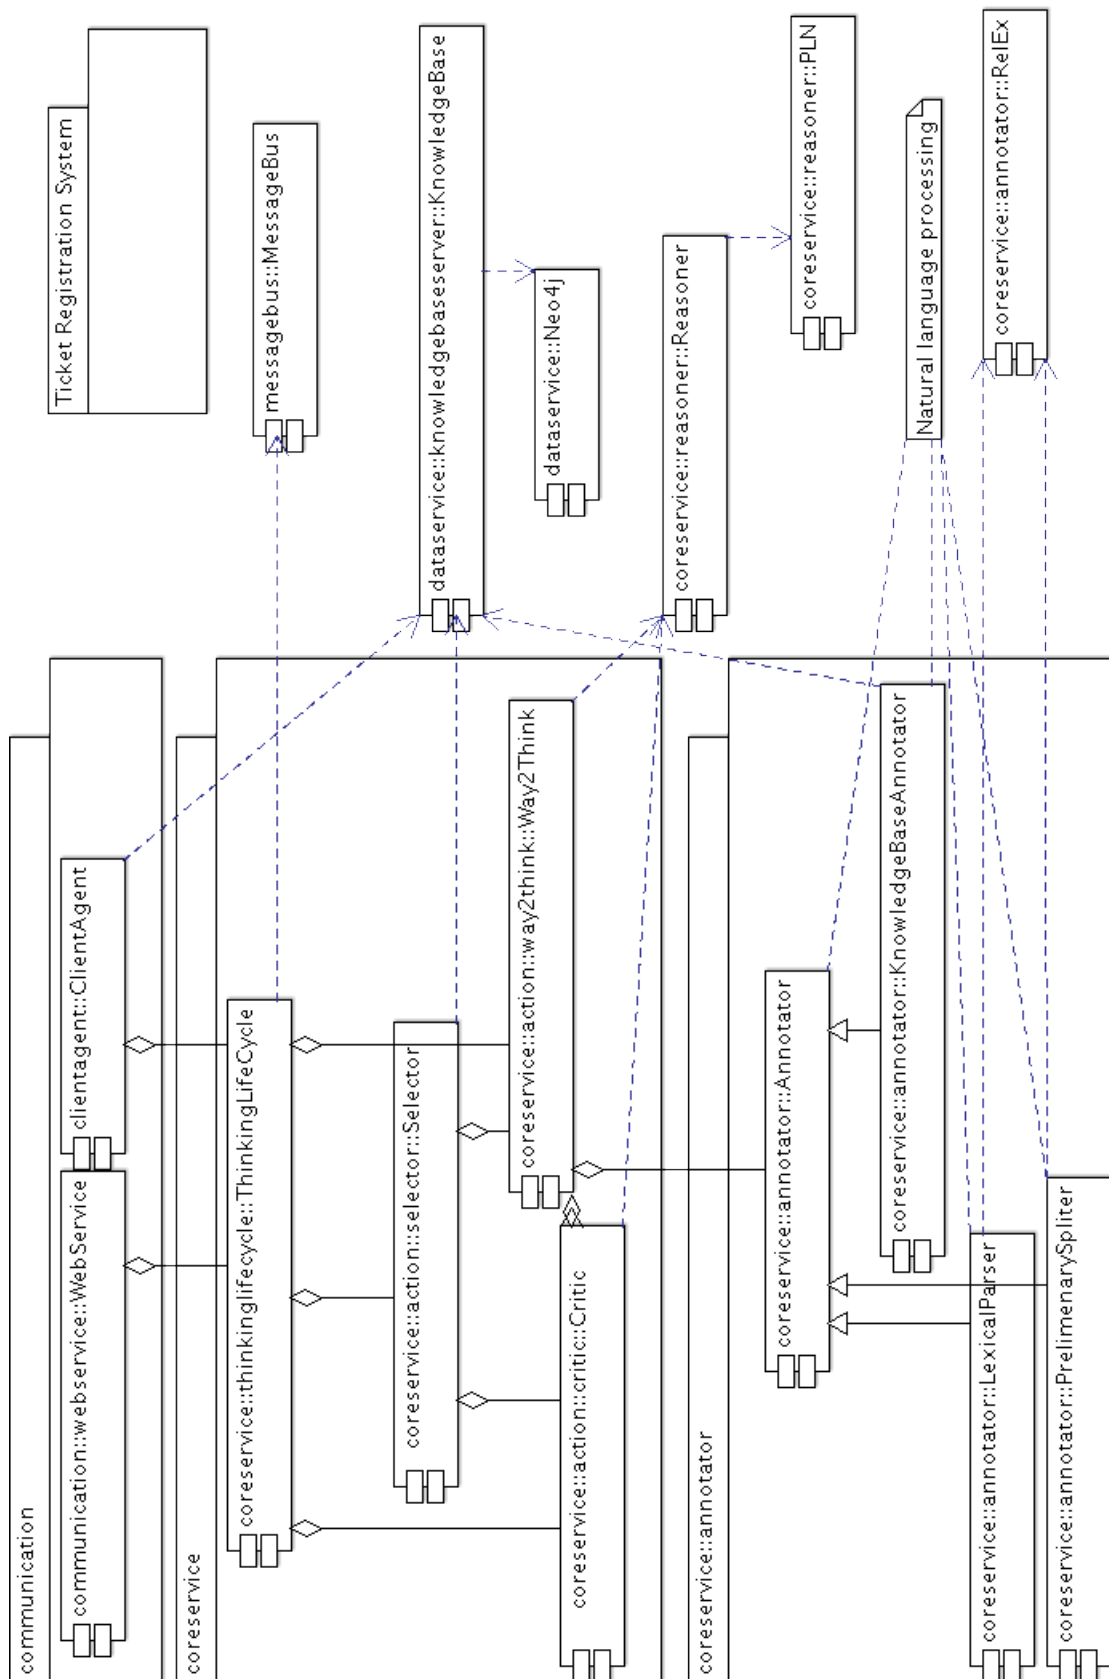 communication
communication::webservice::WebService
clientagent::ClientAgent
Ticket Registration System
coreservice
coreservice::thinkinglifecycle::ThinkingLifeCycle
messagebus::MessageBus
coreservice::action::selector::Selector
dataservice::knowledgebaseserver::KnowledgeBase
coreservice::action::way2think::Way2Think
dataservice::Neo4j
coreservice::action::critic::Critic
coreservice::reasoner::Reasoner
coreservice::annotator
coreservice::annotator::Annotator
coreservice::reasoner::PLN
coreservice::annotator::KnowledgeBaseAnnotator
Natural language processing
coreservice::annotator::LexicalParser
coreservice::annotator::RelEx
coreservice::annotator::PrelimenarySpliter